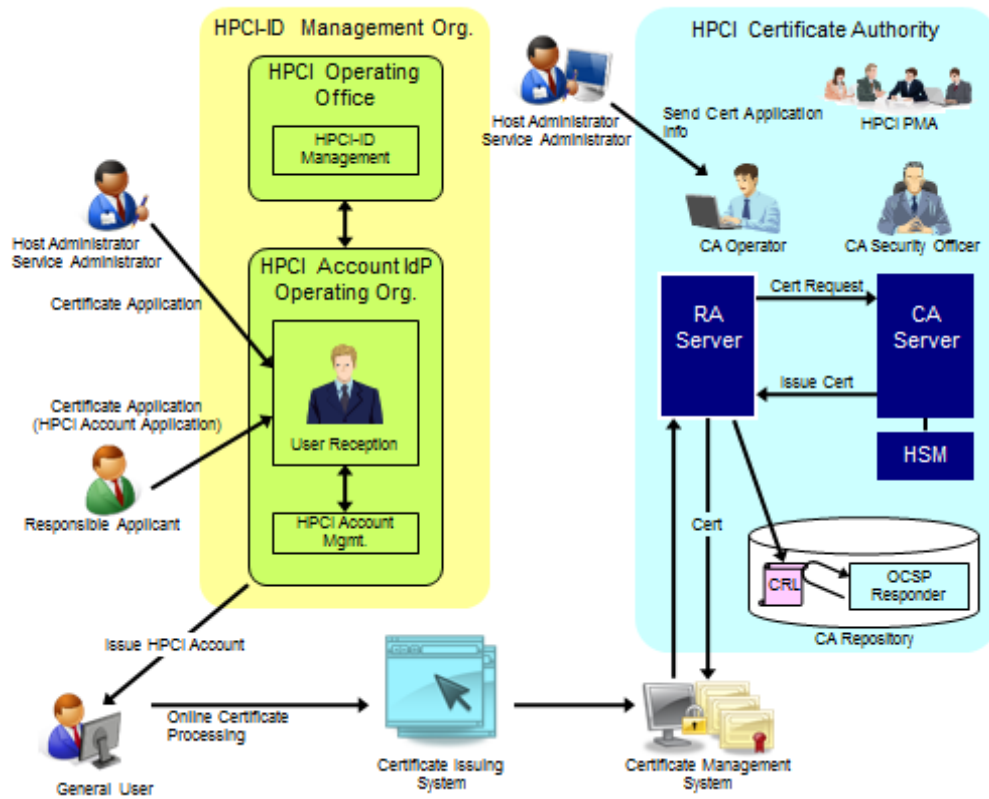 HPCI-ID Management Org.
HPCI Operating
Office
HPCI-ID
Management
Host Administrator
Service Administrator
Certificate Application
HPCI Account IdP
Operating Org.
User Reception
Certificate Application
(HPCI Account Application)
Responsible Applicant
HPCI Account
Mgmt.
Issue HPCI Account
General User
Online Certificate
Processing
Certificate Issuing
System
Certificate Management
System
HPCI Certificate Authority
Host Administrator
Service Administrator
Send Cert Application
Info
HPCI PMA
CA Operator
CA Security Officer
RA
Server
Cert Request
CA
Server
Issue Cert
HSM
Cert
CRL
OCSP
Responder
CA Repository